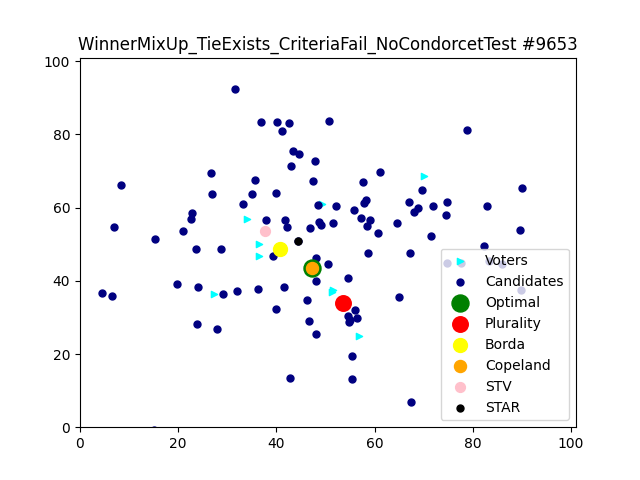 WinnerMixUp_TieExists_CriteriaFail_NoCondorcetTest #9653
100
80
60
40
20
0
0 20 40 60 80 100
Voters
Candidates
Optimal
Plurality
Borda
Copeland
STV
STAR